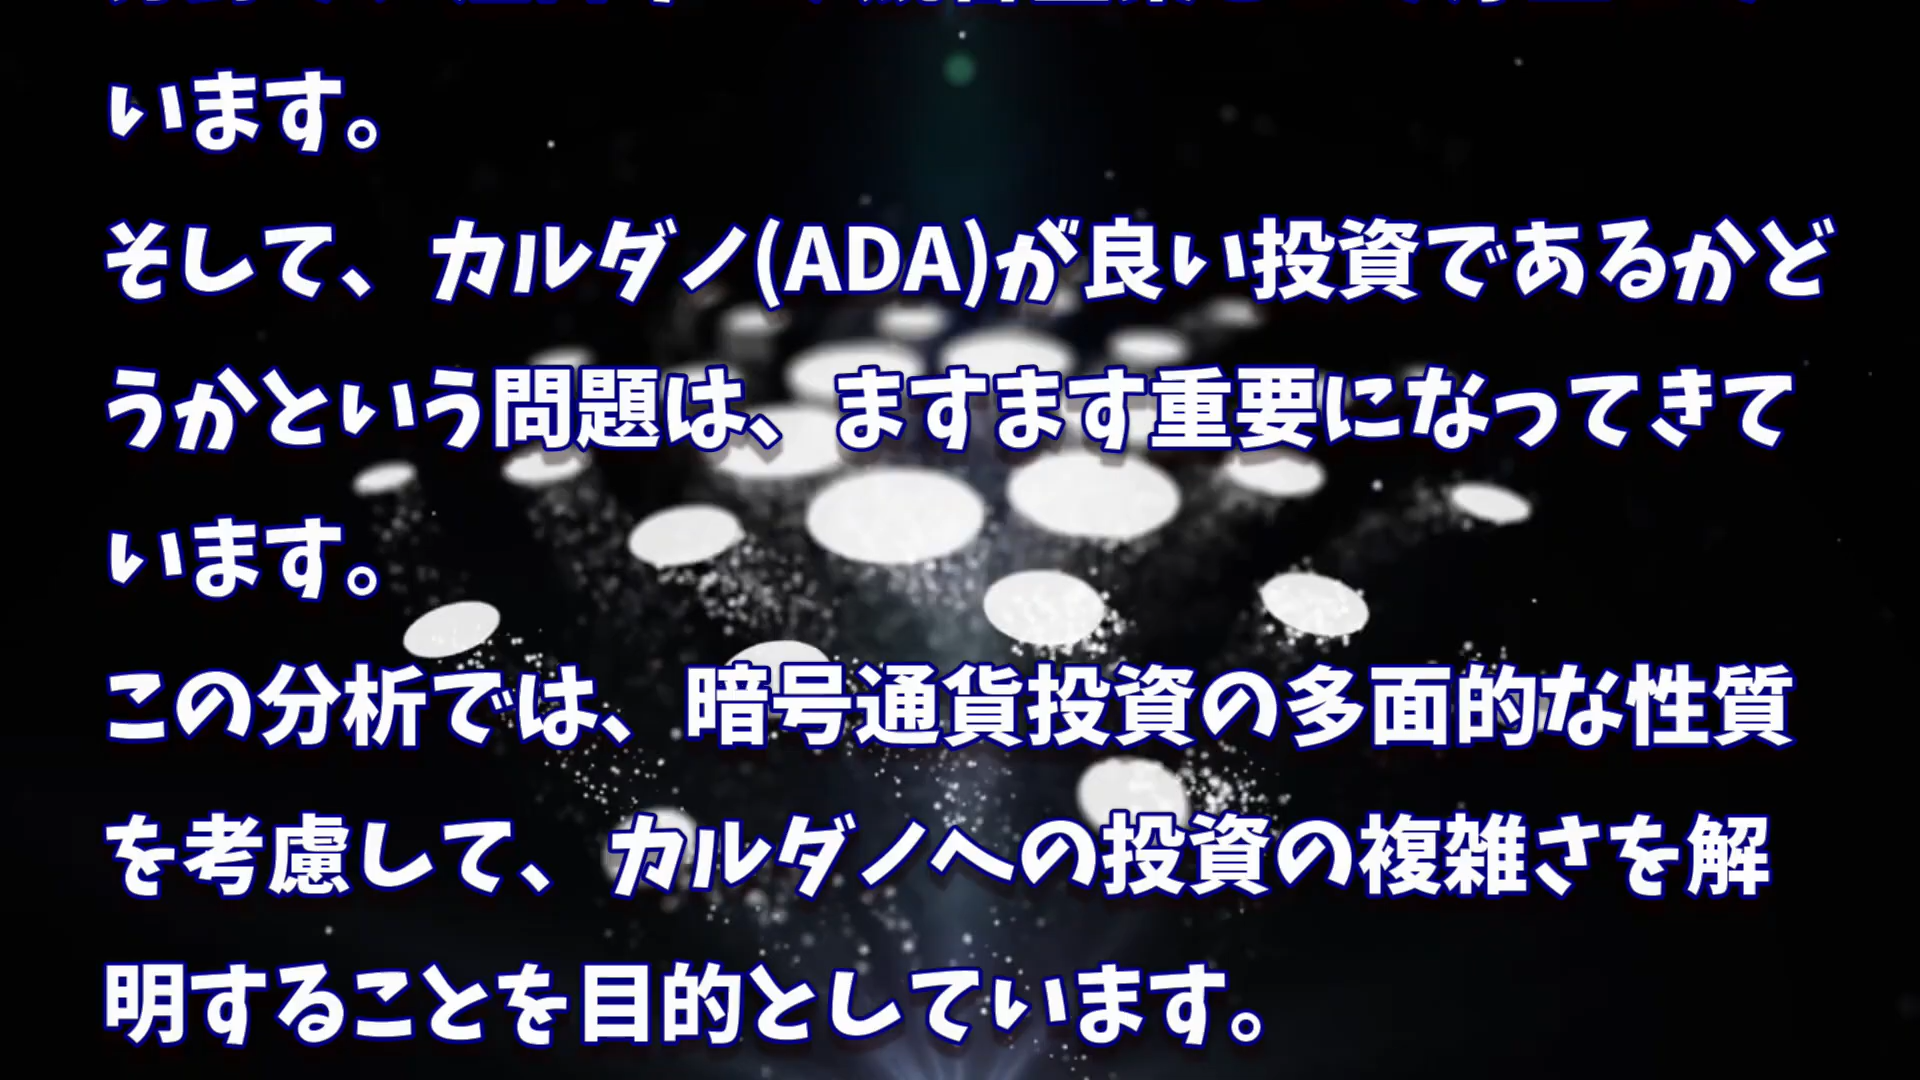 います。
そして、カルダノ(ADA)が良い投資であるかど
うかという問題は、ますます重要になってきて
います。
この分析では、暗号通貨投資の多面的な性質
を考慮して、カルダノへの投資の複雑さを解
明することを目的としています。